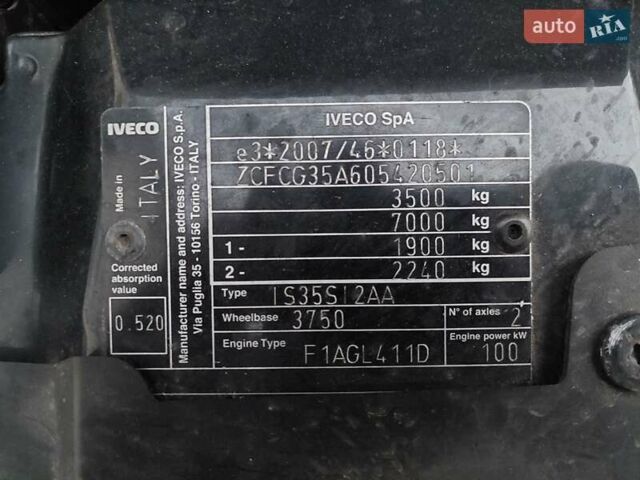 auto RIA .com
IVECO
Made in ITALY
Corrected
absorption
value
0.520
Manufacturer name and address: IVECO S.p.A.
Via Puglia 35 - 10156 Torino - ITALY
IVECO SpA
e3*2007/46*0118*
ZCFCG35A605420501
3500 kg
7000 kg
1- 1900 kg
2- 2240 kg
Type IS35SI2AA
Wheelbase 3750 N° of axles 2
Engine Type F1AGL411D Engine power kW 100